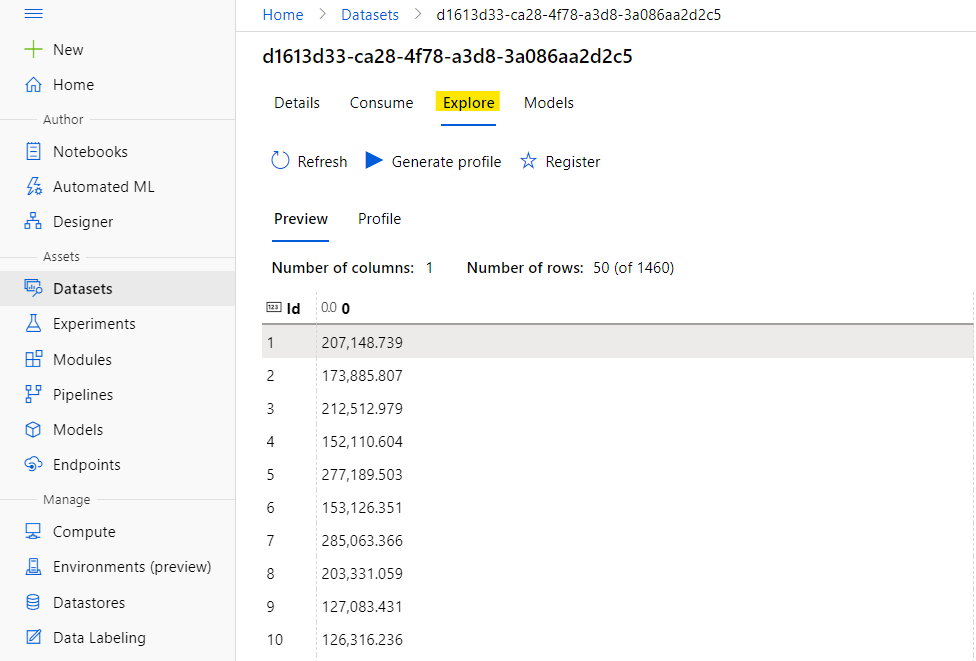 New
Home
Author
Notebooks
Automated ML
Designer
Assets
Datasets
Experiments
Modules
Pipelines
Models
Endpoints
Manage
Compute
Environments (preview)
Datastores
Data Labeling
Home > Datasets > d1613d33-ca28-4f78-a3d8-3a086aa2d2c5
d1613d33-ca28-4f78-a3d8-3a086aa2d2c5
Details Consume Explore Models
Refresh Generate profile Register
Preview Profile
Number of columns: 1 Number of rows: 50 (of 1460)
123 Id 0.0 0
1 207,148.739
2 173,885.807
3 212,512.979
4 152,110.604
5 277,189.503
6 153,126.351
7 285,063.366
8 203,331.059
9 127,083.431
10 126,316.236